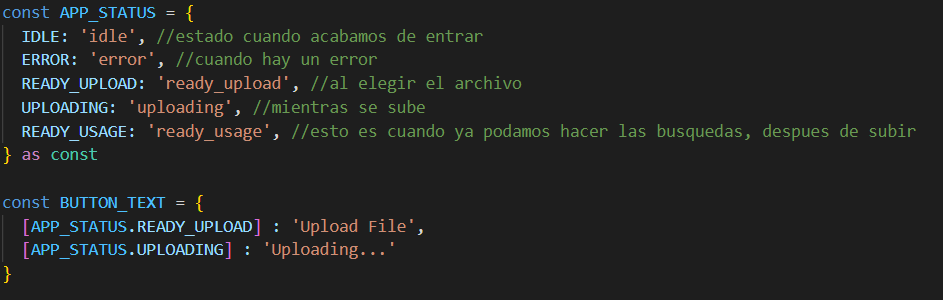 const APP_STATUS = {
IDLE: 'idle', //estado cuando acabamos de entrar
ERROR: 'error', //cuando hay un error
READY_UPLOAD: 'ready_upload', //al elegir el archivo
UPLOADING: 'uploading', //mientras se sube
READY_USAGE: 'ready_usage', //esto es cuando ya podamos hacer las busquedas, despues de subir
} as const

const BUTTON_TEXT = {
[APP_STATUS.READY_UPLOAD] : 'Upload File',
[APP_STATUS.UPLOADING] : 'Uploading...'
}